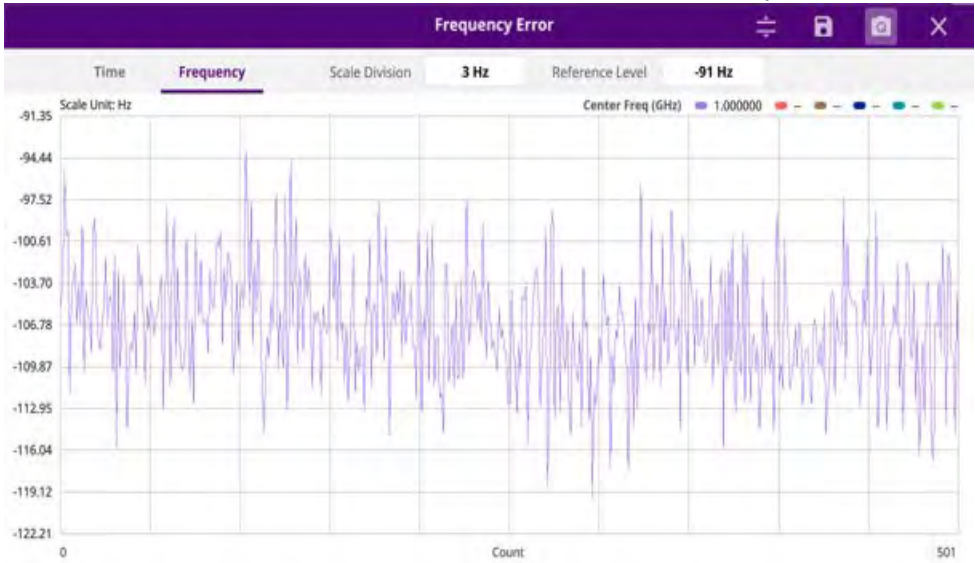 Frequency Error
Time Frequency Scale Division 3 Hz Reference Level -91 Hz
Scale Unit: Hz Center Freq (GHz) 1.000000 - - - - -
-91.35
-94.44
-97.52
-100.61
-103.70
-106.78
-109.87
-112.95
-116.04
-119.12
-122.21
0 Count 501